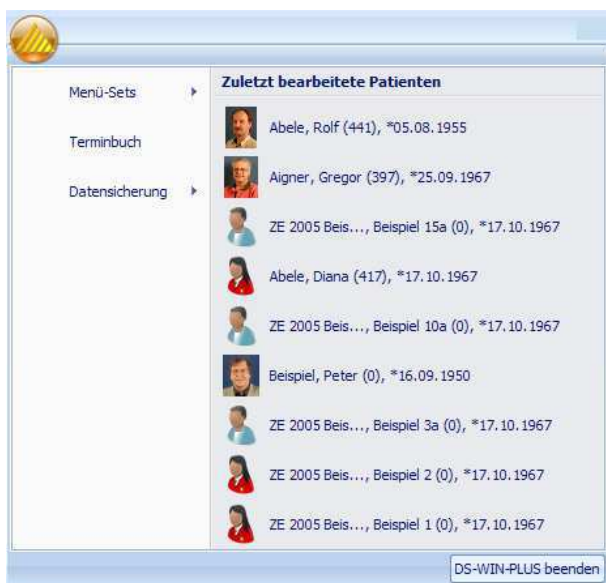 Menü-Sets
Terminbuch
Datensicherung
Zuletzt bearbeitete Patienten
Abele, Rolf (441), *05.08.1955
Aigner, Gregor (397), *25.09.1967
ZE 2005 Beis..., Beispiel 15a (0), *17.10.1967
Abele, Diana (417), *17.10.1967
ZE 2005 Beis..., Beispiel 10a (0), *17.10.1967
Beispiel, Peter (0), *16.09.1950
ZE 2005 Beis..., Beispiel 3a (0), *17.10.1967
ZE 2005 Beis..., Beispiel 2 (0), *17.10.1967
ZE 2005 Beis..., Beispiel 1 (0), *17.10.1967
DS-WIN-PLUS beenden